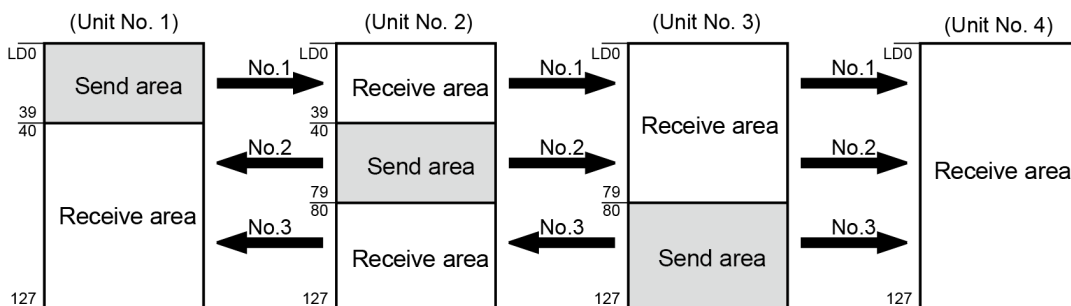 (Unit No. 1) (Unit No. 2) (Unit No. 3) (Unit No. 4)
LD0 LD0 LD0 LD0
No.1 No.1 No.1
Send area Receive area
39 39
40 40
Receive area
No.2 No.2 No.2
Send area Receive area
79 79
80 80
Receive area
No.3 No.3 No.3
Receive area Send area
127 127 127 127